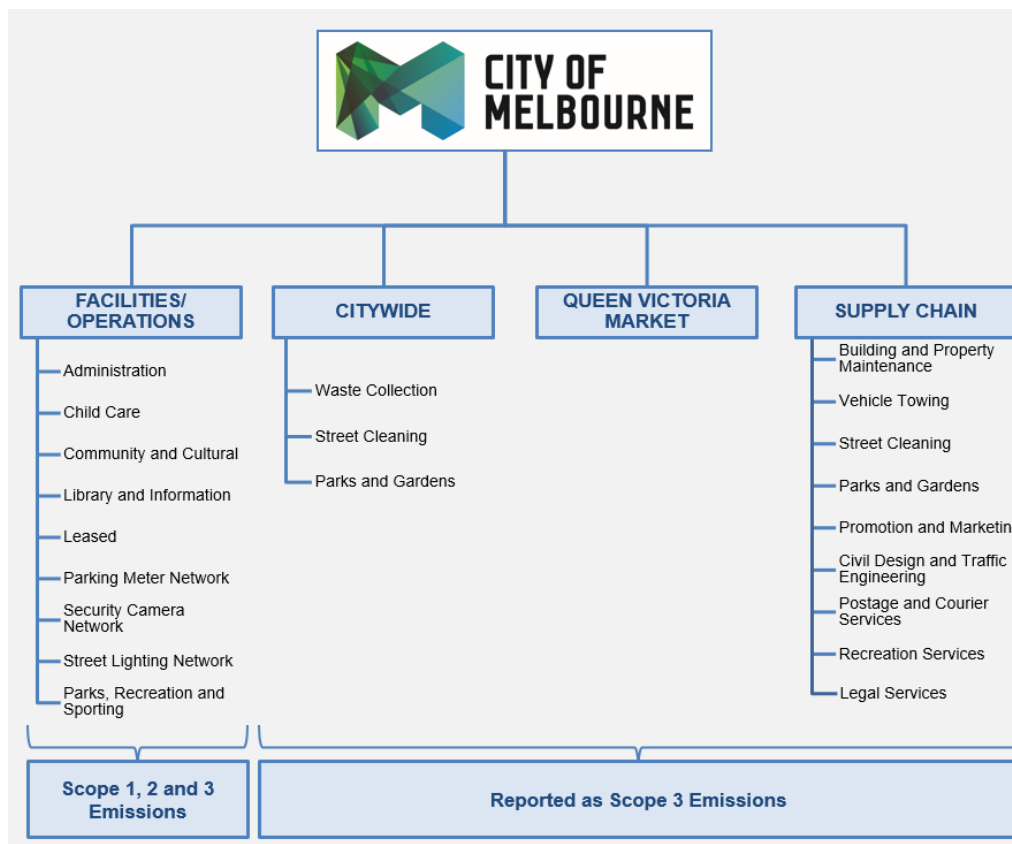 CITY OF
MELBOURNE
FACILITIES/
OPERATIONS
Administration
Child Care
Community and Cultural
Library and Information
Leased
Parking Meter Network
Security Camera
Network
Street Lighting Network
Parks, Recreation and
Sporting
CITYWIDE
Waste Collection
Street Cleaning
Parks and Gardens
QUEEN VICTORIA
MARKET
SUPPLY CHAIN
Building and Property
Maintenance
Vehicle Towing
Street Cleaning
Parks and Gardens
Promotion and Marketin
Civil Design and Traffic
Engineering
Postage and Courier
Services
Recreation Services
Legal Services
Scope 1, 2 and 3
Emissions
Reported as Scope 3 Emissions